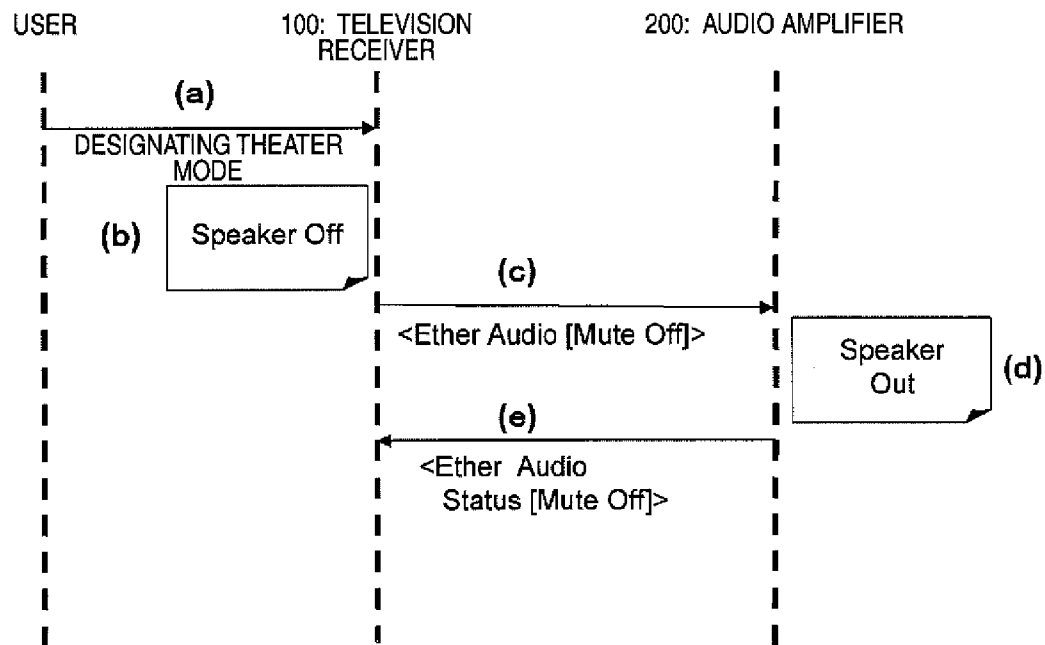 USER
100: TELEVISION
RECEIVER
200: AUDIO AMPLIFIER
(a)
DESIGNATING THEATER
MODE
(b)
Speaker Off
(c)
<Ether Audio [Mute Off]>
Speaker
Out
(d)
(e)
<Ether Audio
Status [Mute Off]>